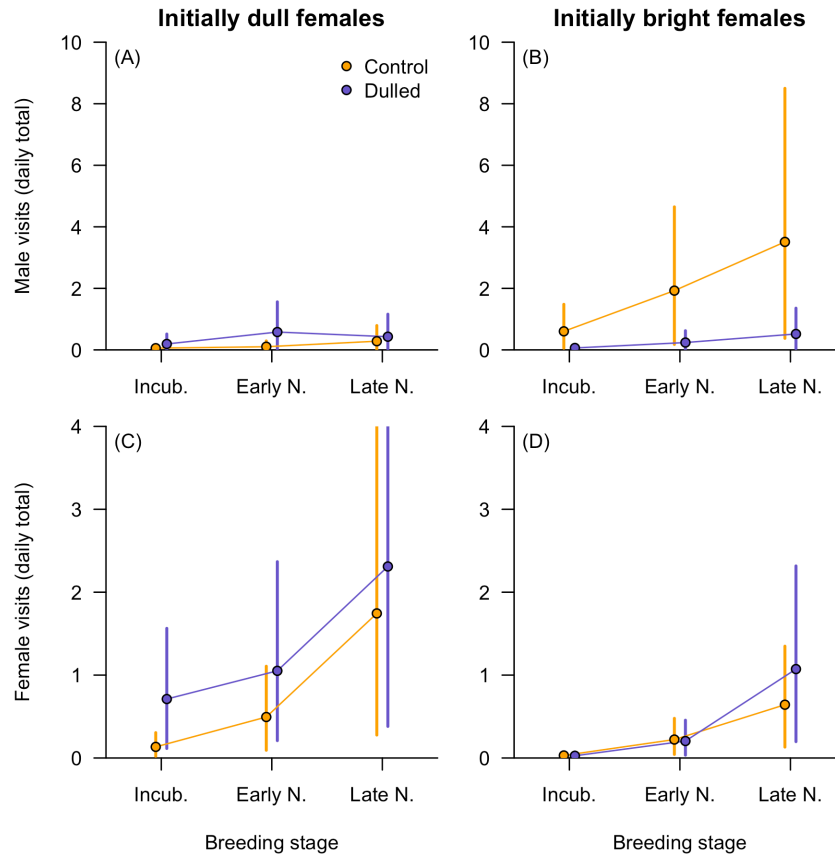 Initially dull females
Initially bright females
Male visits (daily total)
(A)
Control
Dulled
10
8
6
4
2
0
Incub. Early N. Late N.
(B)
10
8
6
4
2
0
Incub. Early N. Late N.
Female visits (daily total)
(C)
4
3
2
1
0
Incub. Early N. Late N.
Breeding stage
(D)
4
3
2
1
0
Incub. Early N. Late N.
Breeding stage